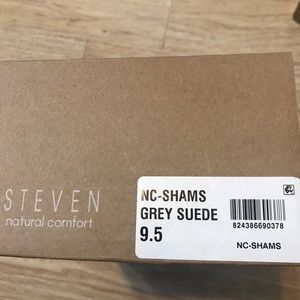 STEVEN
natural comfort
NC-SHAMS
GREY SUEDE
9.5
824386690378
NC-SHAMS